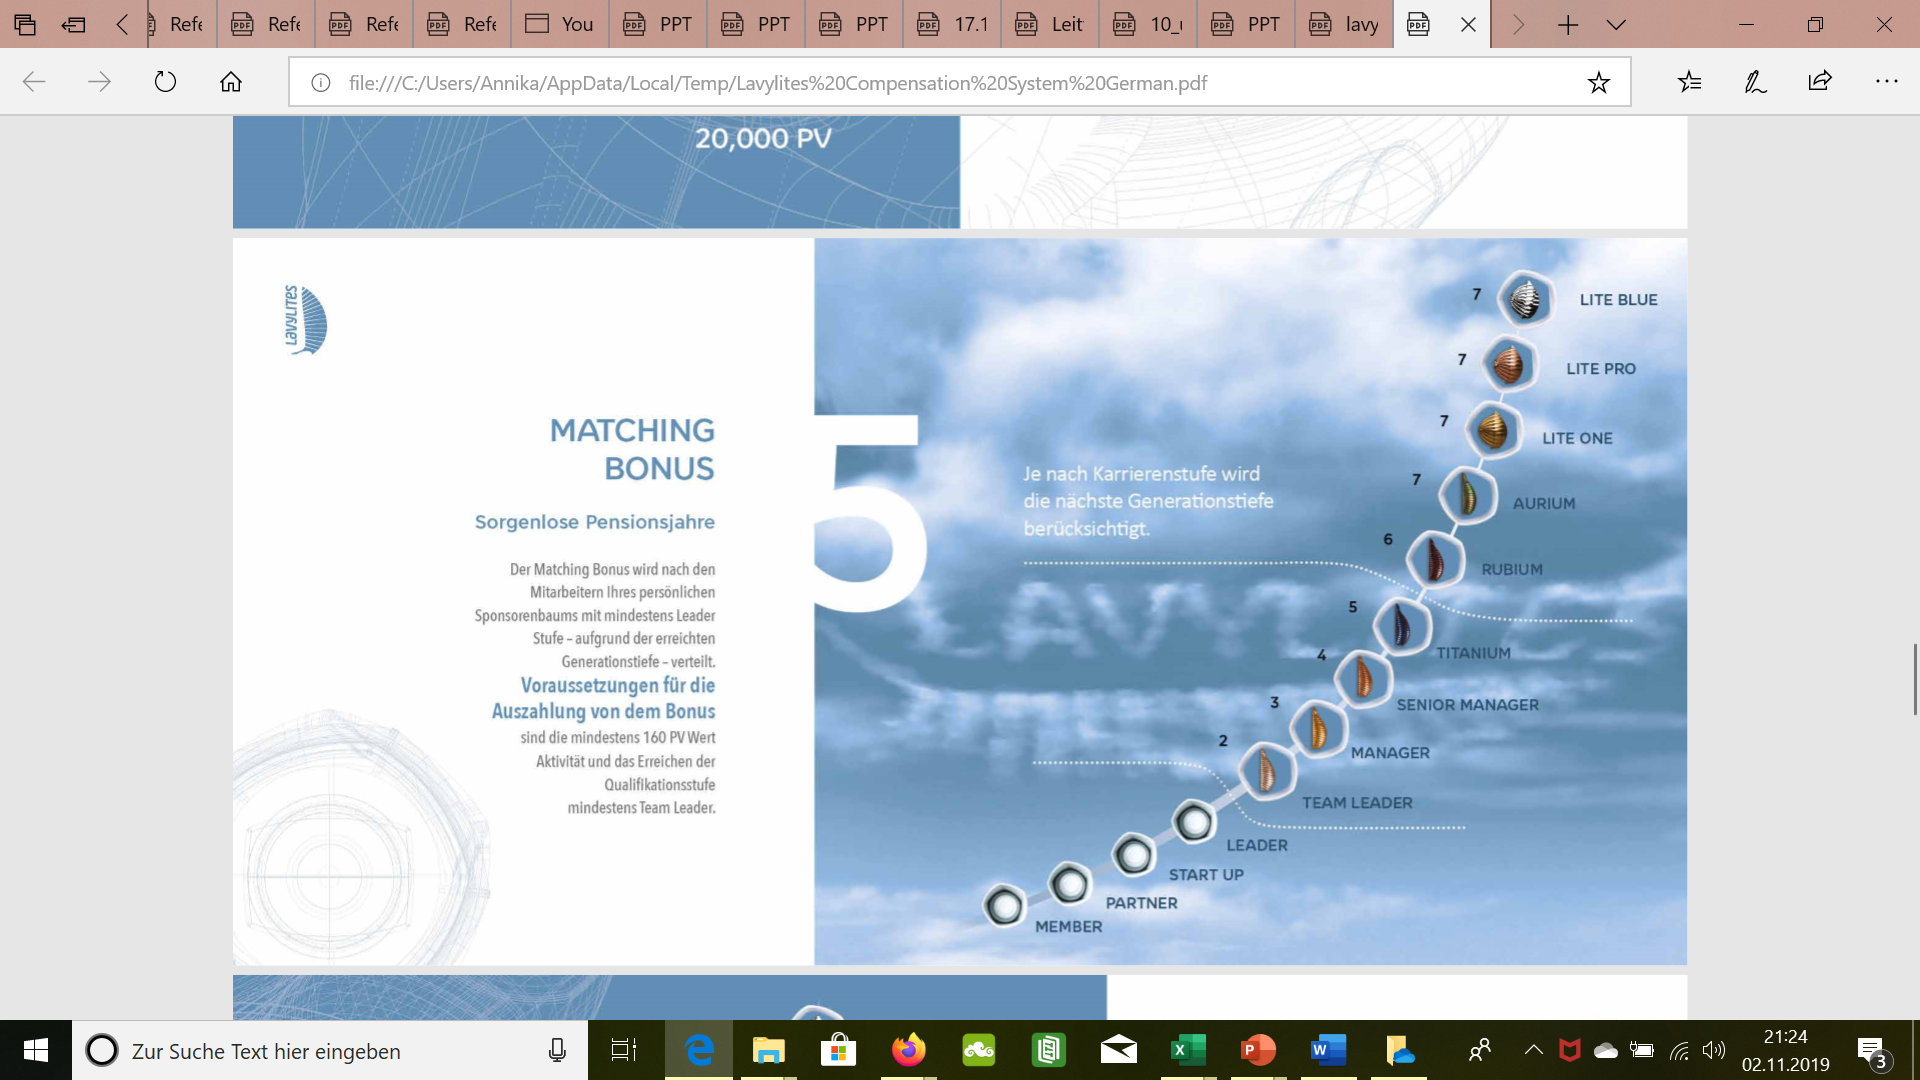 Refe
Refe
Refe
Refe
You
PPT
PPT
PPT
17.1
Leit
10_
PPT
lavy
file:///C:/Users/Annika/AppData/Local/Temp/Lavylites%20Compensation%20System%20German.pdf
20,000 PV
LAVYLITES
MATCHING
BONUS
Sorgenlose Pensionsjahre
Der Matching Bonus wird nach den
Mitarbeitern Ihres persönlichen
Sponsorenbaums mit mindestens Leader
Stufe – aufgrund der erreichten
Generationstiefe – verteilt.
Voraussetzungen für die
Auszahlung von dem Bonus
sind die mindestens 160 PV Wert
Aktivität und das Erreichen der
Qualifikationsstufe
mindestens Team Leader.
5
Je nach Karrierenstufe wird
die nächste Generationstiefe
berücksichtigt.
7 LITE BLUE
7 LITE PRO
7 LITE ONE
7 AURIUM
6 RUBIUM
5 TITANIUM
4 SENIOR MANAGER
3 MANAGER
2 TEAM LEADER
LEADER
START UP
PARTNER
MEMBER
Zur Suche Text hier eingeben
21:24
02.11.2019
3